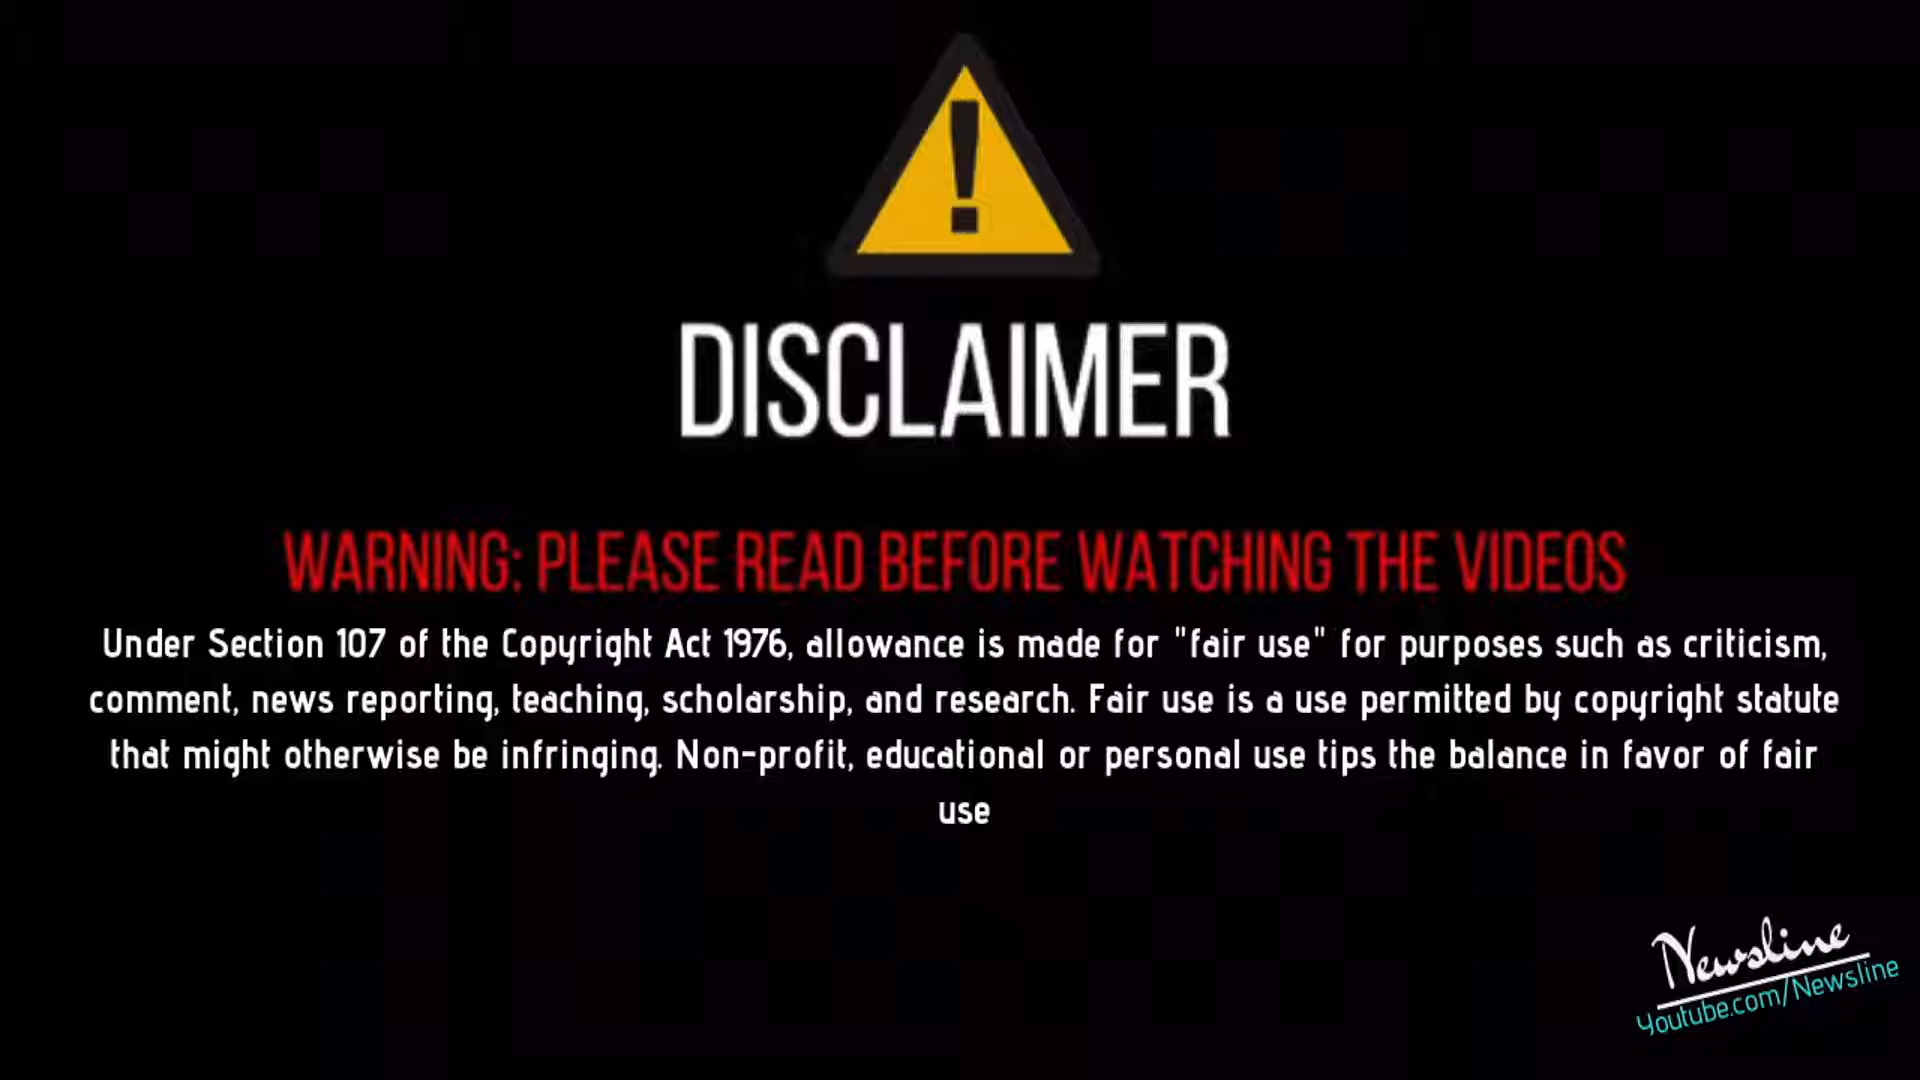 DISCLAIMER
WARNING: PLEASE READ BEFORE WATCHING THE VIDEOS
Under Section 107 of the Copyright Act 1976, allowance is made for "fair use" for purposes such as criticism,
comment, news reporting, teaching, scholarship, and research. Fair use is a use permitted by copyright statute
that might otherwise be infringing. Non-profit, educational or personal use tips the balance in favor of fair
use
Newsline
Youtube.com/Newsline